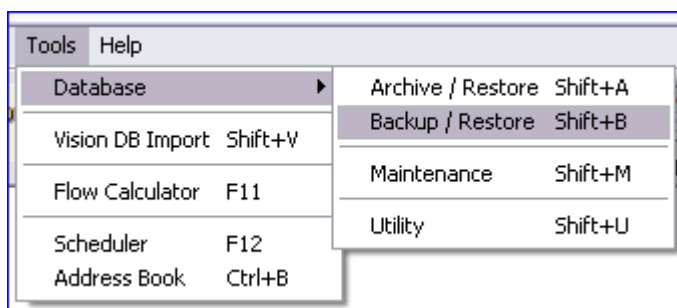 Tools Help
Database
Vision DB Import Shift+V
Flow Calculator F11
Scheduler F12
Address Book Ctrl+B
Archive / Restore Shift+A
Backup / Restore Shift+B
Maintenance Shift+M
Utility Shift+U